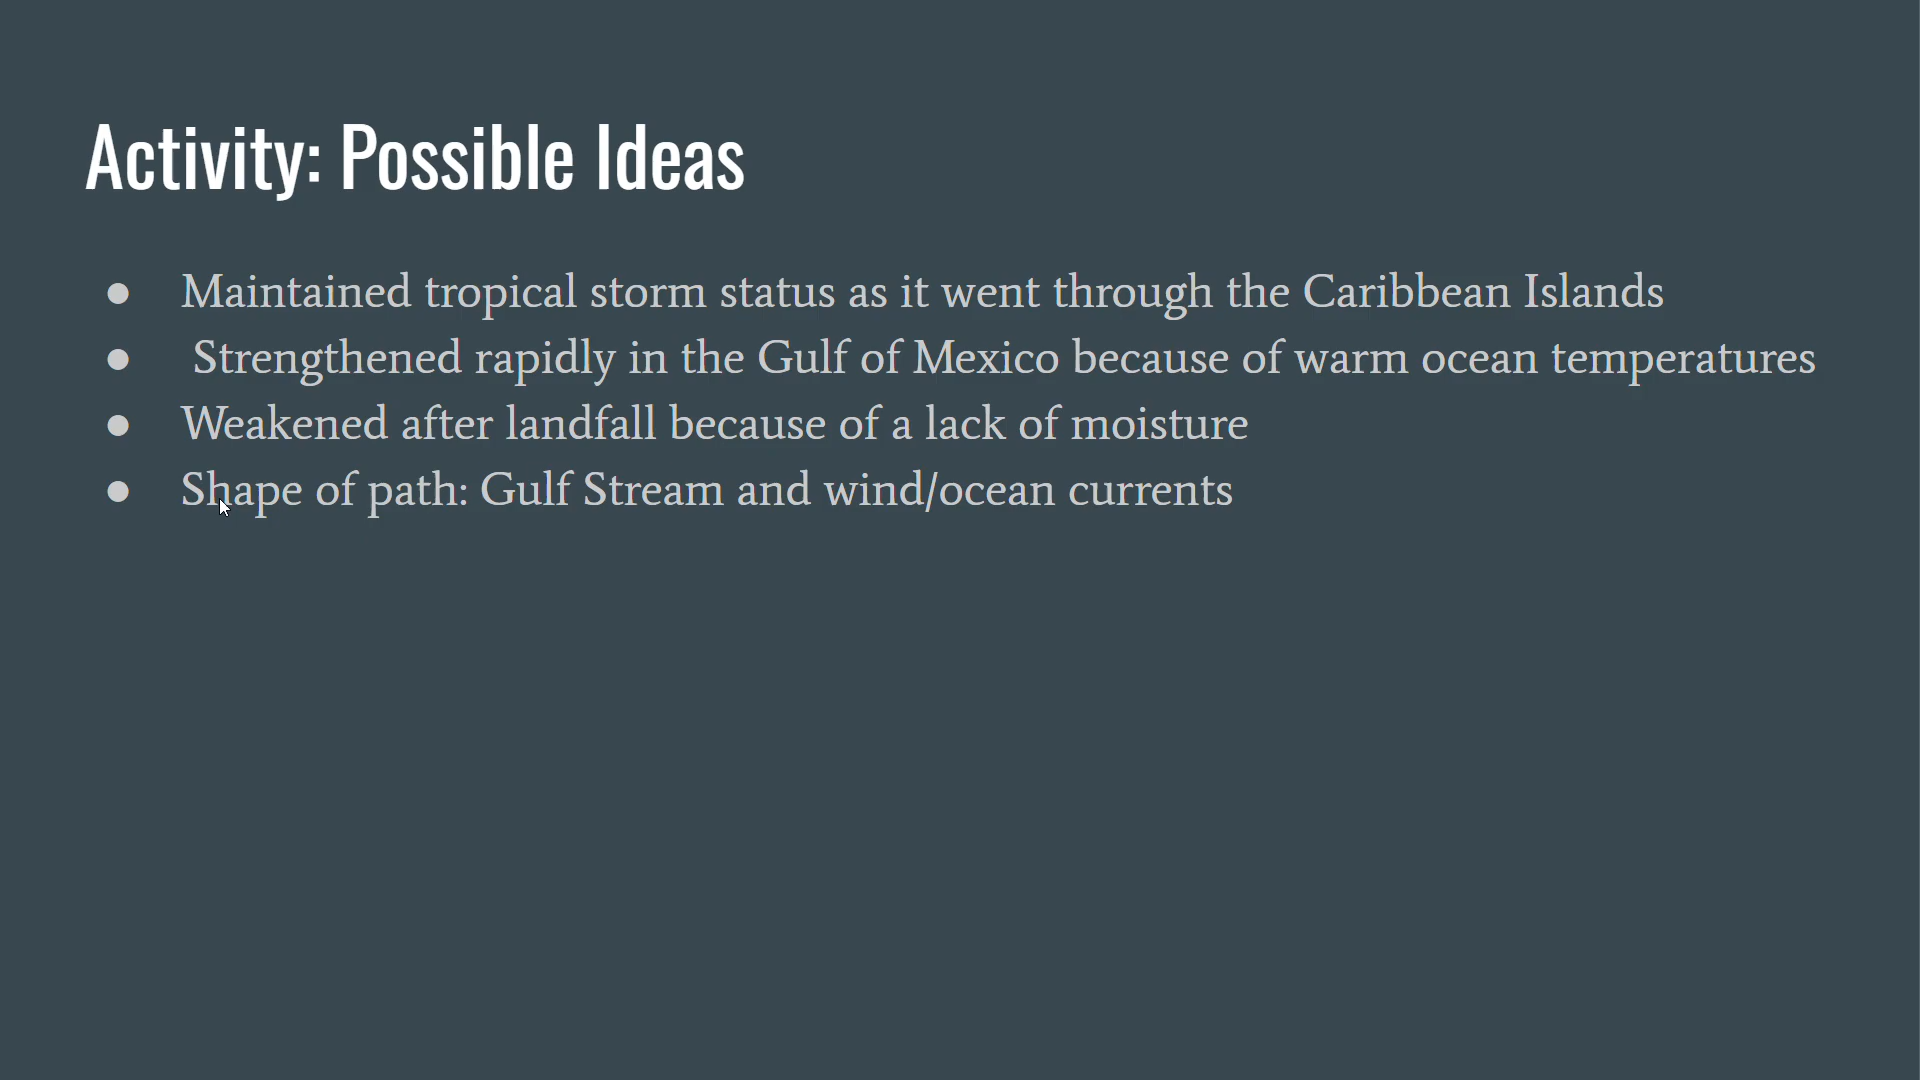 Activity: Possible Ideas
● Maintained tropical storm status as it went through the Caribbean Islands
● Strengthened rapidly in the Gulf of Mexico because of warm ocean temperatures
● Weakened after landfall because of a lack of moisture
● Shape of path: Gulf Stream and wind/ocean currents